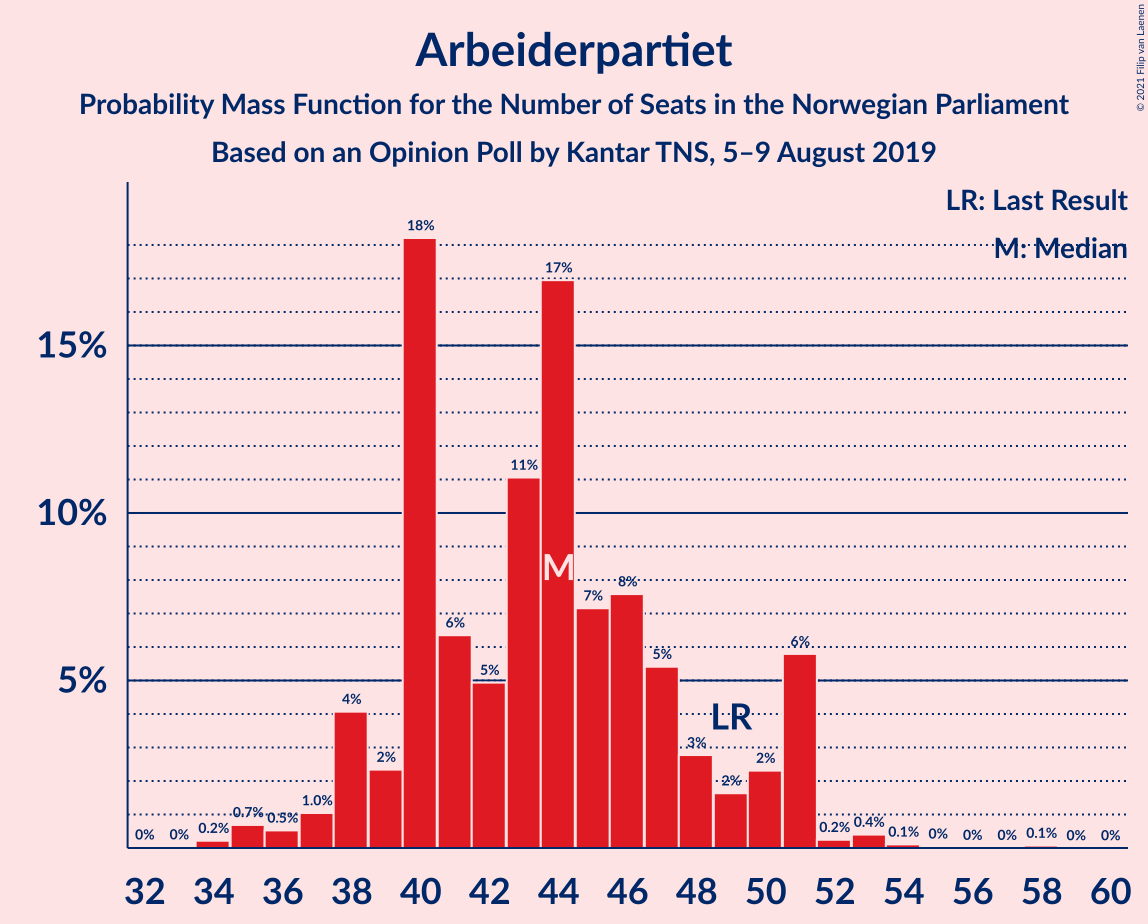 Arbeiderpartiet
Probability Mass Function for the Number of Seats in the Norwegian Parliament
Based on an Opinion Poll by Kantar TNS, 5–9 August 2019
© 2021 Filip van Laenen
LR: Last Result
M: Median
15%
10%
5%
0% 0% 0.2% 0.7% 0.5% 1.0% 4% 2% 18% 6% 5% 11% 17% 7% 8% 5% 3% 2% 2% 6% 0.2% 0.4% 0.1% 0% 0% 0% 0.1% 0% 0%
M
LR
32 34 36 38 40 42 44 46 48 50 52 54 56 58 60